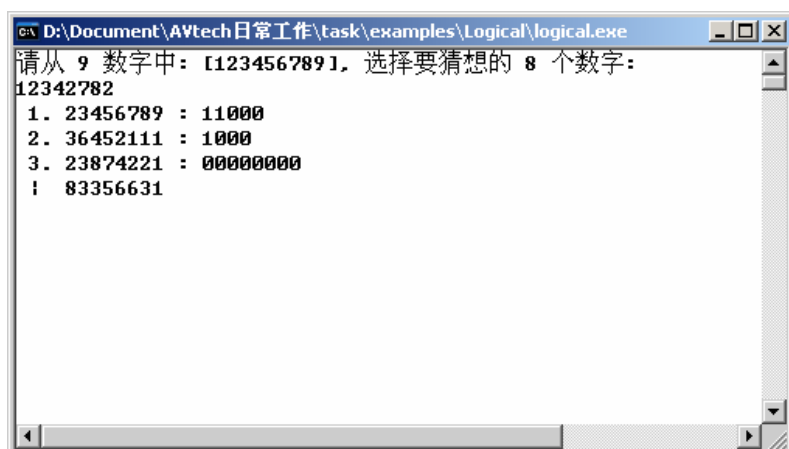 D:\Document\AVtech日常工作\task\examples\Logical\logical.exe
请从 9 数字中: [123456789], 选择要猜想的 8 个数字:
12342782
1. 23456789 : 11000
2. 36452111 : 1000
3. 23874221 : 00000000
¦ 83356631